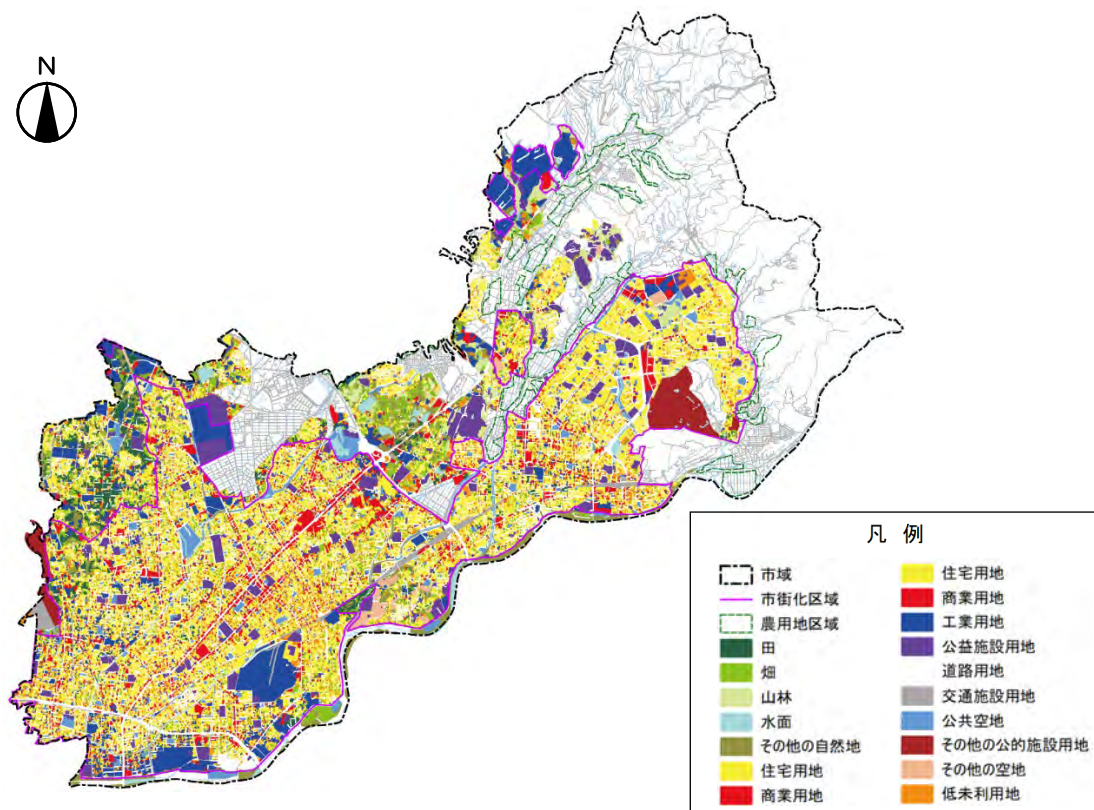 N
凡 例
市域
市街化区域
農用地区域
田
畑
山林
水面
その他の自然地
住宅用地
商業用地
住宅用地
商業用地
工業用地
公益施設用地
道路用地
交通施設用地
公共空地
その他の公的施設用地
その他の空地
低未利用地